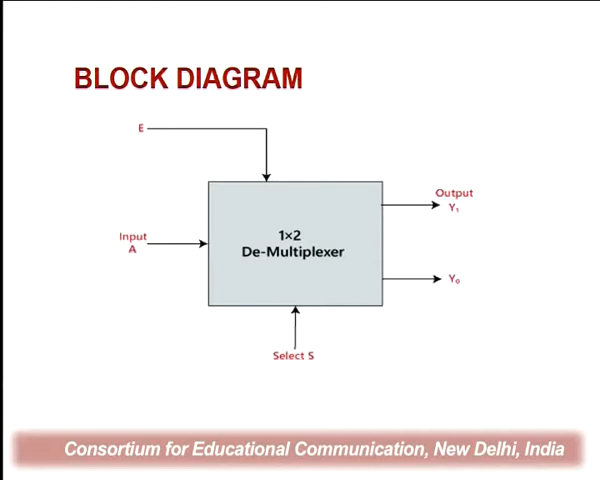 BLOCK DIAGRAM
E
Output
Y₁
Input
A
1×2
De-Multiplexer
Y₀
Select S
Consortium for Educational Communication, New Delhi, India